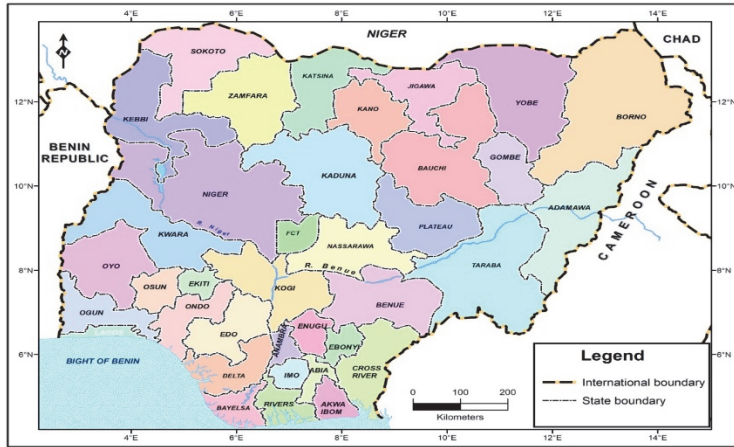 4°E 6°E 8°E 10°E 12°E 14°E
NIGER
CHAD
N
SOKOTO
KATSINA
ZAMFARA
KANO
JIGAWA
YOBE
BORNO
12°N
12°N
KEBBI
BENIN
REPUBLIC
BAUCHI
GOMBE
KADUNA
NIGER
10°N
10°N
ADAMAWA
CAMEROON
PLATEAU
R. Niger
KWARA
FCT
NASSARAWA
TARABA
OYO
R. Benue
8°N
8°N
OSUN
EKITI
KOGI
BENUE
ONDO
OGUN
EDO
ENUGU
ANAMBRA
EBONYI
6°N
6°N
BIGHT OF BENIN
DELTA
IMO
ABIA
CROSS
RIVER
BAYELSA
RIVERS
AKWA
IBOM
Legend
International boundary
State boundary
0 100 200
Kilometers
4°E 6°E 8°E 10°E 12°E 14°E